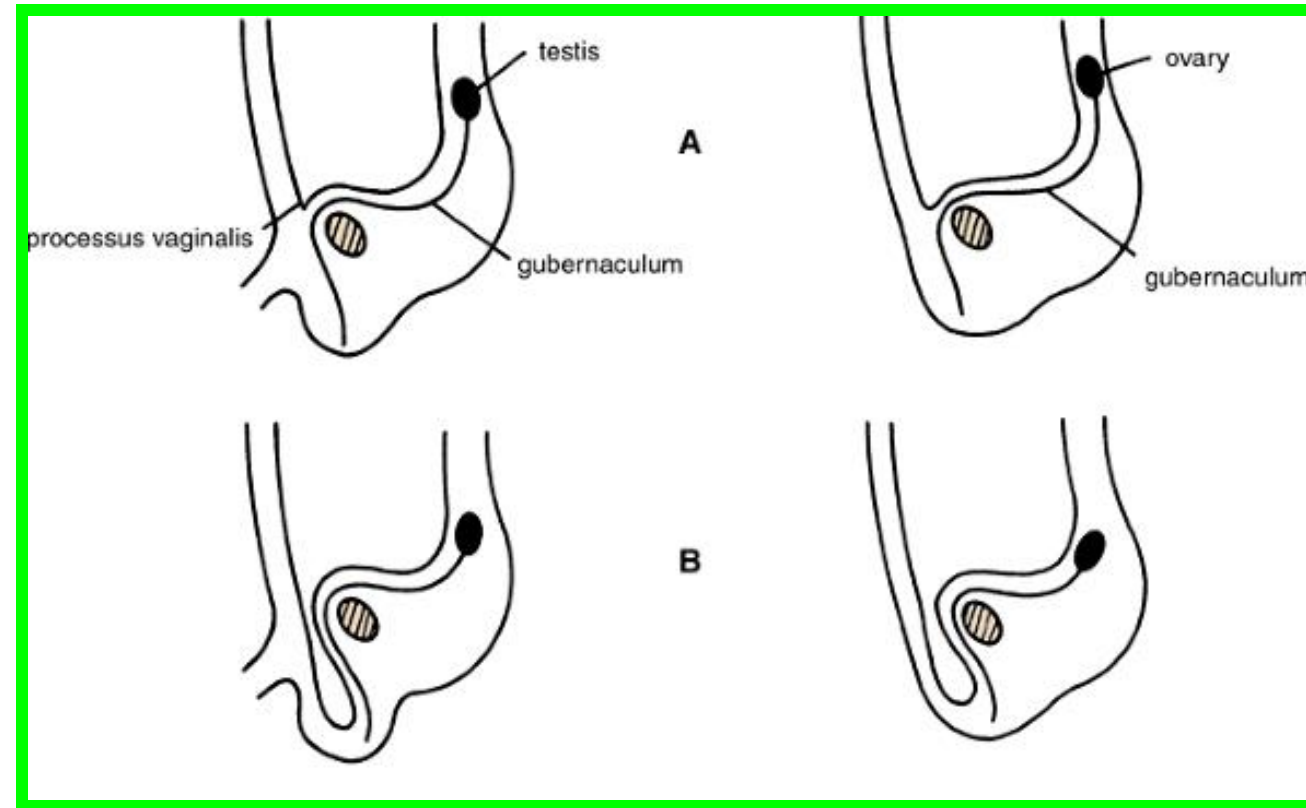 testis
ovary
A
processus vaginalis
gubernaculum
gubernaculum
B